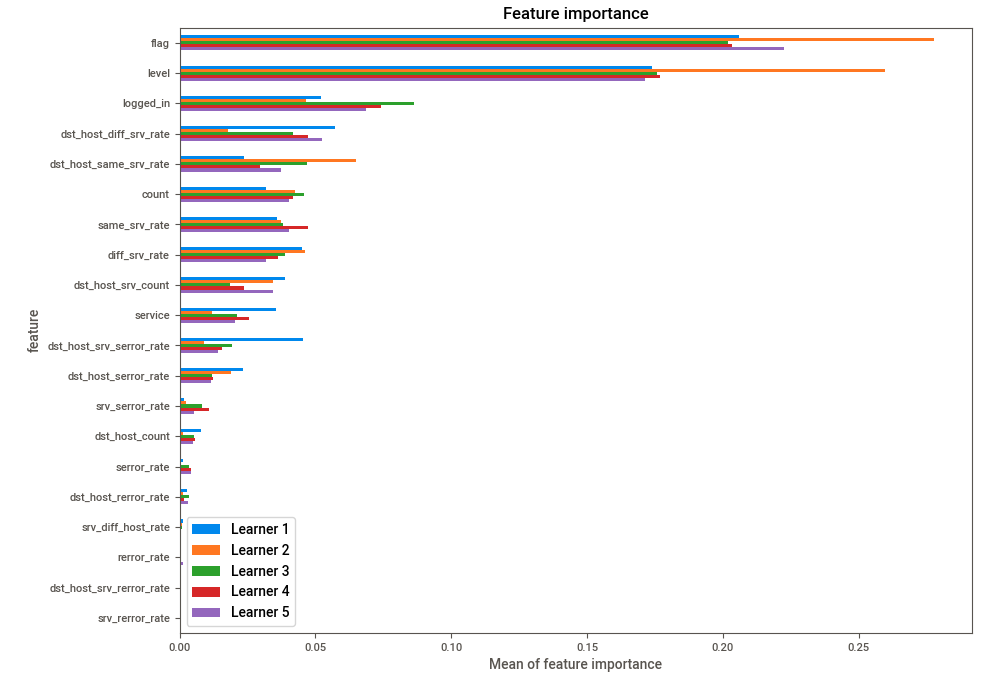 Feature importance
flag
level
logged_in
dst_host_diff_srv_rate
dst_host_same_srv_rate
count
same_srv_rate
diff_srv_rate
dst_host_srv_count
service
dst_host_srv_serror_rate
dst_host_serror_rate
srv_serror_rate
dst_host_count
serror_rate
dst_host_rerror_rate
srv_diff_host_rate
rerror_rate
dst_host_srv_rerror_rate
srv_rerror_rate
feature
Learner 1
Learner 2
Learner 3
Learner 4
Learner 5
0.00 0.05 0.10 0.15 0.20 0.25
Mean of feature importance